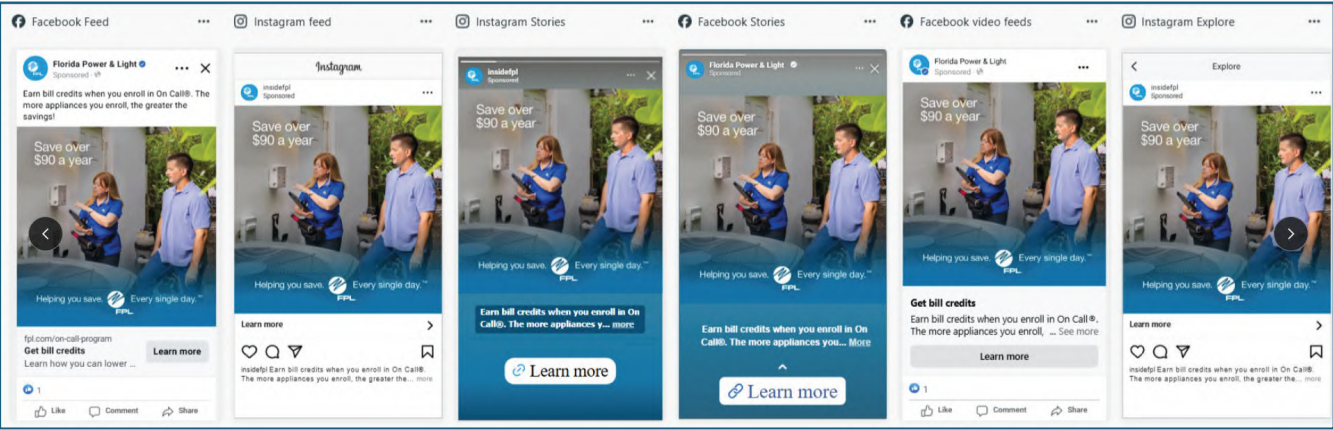 Facebook Feed
Florida Power & Light
Sponsored
Earn bill credits when you enroll in On Call®. The
more appliances you enroll, the greater the
savings!
Save over
$90 a year
Helping you save. FPL. Every single day.™
fpl.com/on-call-program
Get bill credits
Learn how you can lower ...
Learn more
1
Like Comment Share
Instagram feed
Instagram
insidefpl
Sponsored
Save over
$90 a year
Helping you save. FPL. Every single day.™
Learn more
insidefpl Earn bill credits when you enroll in On Call®.
The more appliances you enroll, the greater the... more
Instagram Stories
insidefpl
Sponsored
Save over
$90 a year
Helping you save. FPL. Every single day.™
Earn bill credits when you enroll in On
Call®. The more appliances y... more
Learn more
Facebook Stories
Florida Power & Light
Sponsored
Save over
$90 a year
Helping you save. FPL. Every single day.™
Earn bill credits when you enroll in On
Call®. The more appliances you... More
Learn more
Facebook video feeds
Florida Power & Light
Sponsored
Save over
$90 a year
Helping you save. FPL. Every single day.™
Get bill credits
Earn bill credits when you enroll in On Call®.
The more appliances you enroll, ... See more
Learn more
1
Like Comment Share
Instagram Explore
Explore
insidefpl
Sponsored
Save over
$90 a year
Helping you save. FPL. Every single day.™
Learn more
insidefpl Earn bill credits when you enroll in On Call®.
The more appliances you enroll, the greater the... more